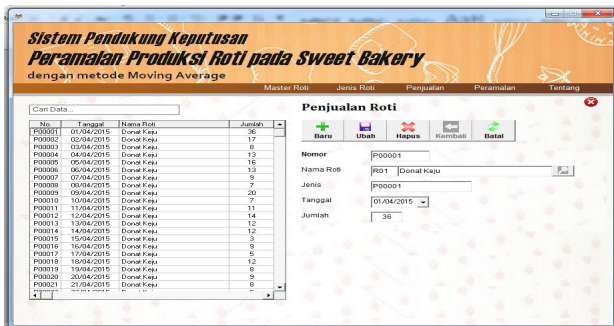 Sistem Pendukung Keputusan
Peramalan Produksi Roti pada Sweet Bakery
dengan metode Moving Average
Master Roti Jenis Roti Penjualan Peramalan Tentang
Cari Data...
Penjualan Roti
Baru Ubah Hapus Kembali Batal
No. Tanggal Nama Roti Jumlah
P00001 01/04/2015 Donat Keju 36
P00002 02/04/2015 Donat Keju 17
P00003 03/04/2015 Donat Keju 8
P00004 04/04/2015 Donat Keju 13
P00005 05/04/2015 Donat Keju 16
P00006 06/04/2015 Donat Keju 13
P00007 07/04/2015 Donat Keju 9
P00008 08/04/2015 Donat Keju 7
P00009 09/04/2015 Donat Keju 20
P00010 10/04/2015 Donat Keju 7
P00011 11/04/2015 Donat Keju 11
P00012 12/04/2015 Donat Keju 14
P00013 13/04/2015 Donat Keju 12
P00014 14/04/2015 Donat Keju 12
P00015 15/04/2015 Donat Keju 3
P00016 16/04/2015 Donat Keju 9
P00017 17/04/2015 Donat Keju 5
P00018 18/04/2015 Donat Keju 12
P00019 19/04/2015 Donat Keju 8
P00020 20/04/2015 Donat Keju 9
P00021 21/04/2015 Donat Keju 8
Nomor P00001
Nama Roti R01 Donat Keju
Jenis P00001
Tanggal 01/04/2015
Jumlah 36